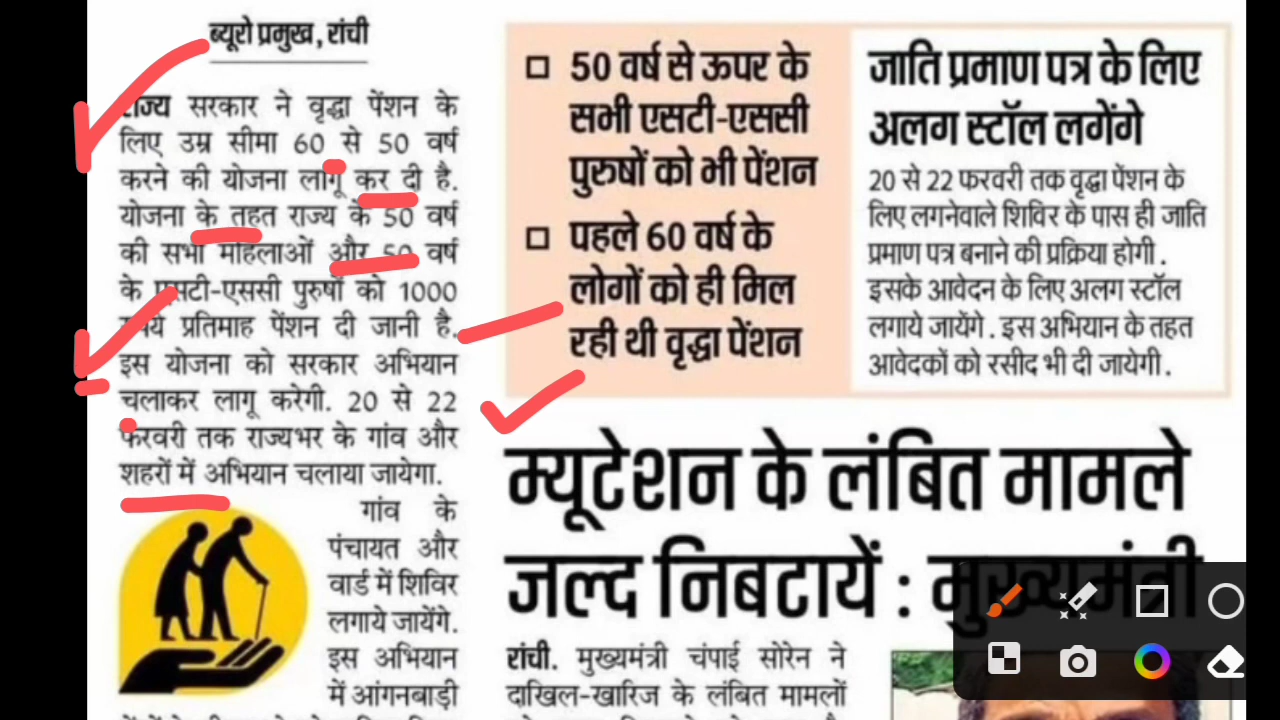 ब्यूरो प्रमुख, रांची
राज्य सरकार ने वृद्धा पेंशन के
लिए उम्र सीमा 60 से 50 वर्ष
करने की योजना लागू कर दी है.
योजना के तहत राज्य के 50 वर्ष
की सभी महिलाओं और 50 वर्ष
के एसटी-एससी पुरुषों को 1000
रुपये प्रतिमाह पेंशन दी जानी है.
इस योजना को सरकार अभियान
चलाकर लागू करेगी. 20 से 22
फरवरी तक राज्यभर के गांव और
शहरों में अभियान चलाया जायेगा.
गांव के
पंचायत और
वार्ड में शिविर
लगाये जायेंगे.
इस अभियान
में आंगनबाड़ी
50 वर्ष से ऊपर के
सभी एसटी-एससी
पुरुषों को भी पेंशन
पहले 60 वर्ष के
लोगों को ही मिल
रही थी वृद्धा पेंशन
जाति प्रमाण पत्र के लिए
अलग स्टॉल लगेंगे
20 से 22 फरवरी तक वृद्धा पेंशन के
लिए लगनेवाले शिविर के पास ही जाति
प्रमाण पत्र बनाने की प्रक्रिया होगी.
इसके आवेदन के लिए अलग स्टॉल
लगाये जायेंगे. इस अभियान के तहत
आवेदकों को रसीद भी दी जायेगी.
म्यूटेशन के लंबित मामले
जल्द निबटायें : मुख्यमंत्री
रांची. मुख्यमंत्री चंपाई सोरेन ने
दाखिल-खारिज के लंबित मामलों